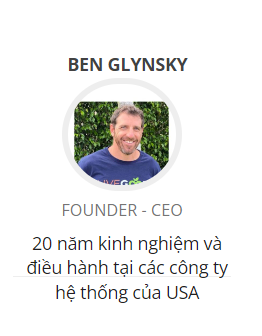 BEN GLYNSKY
FOUNDER - CEO
20 năm kinh nghiệm và
điều hành tại các công ty
hệ thống của USA